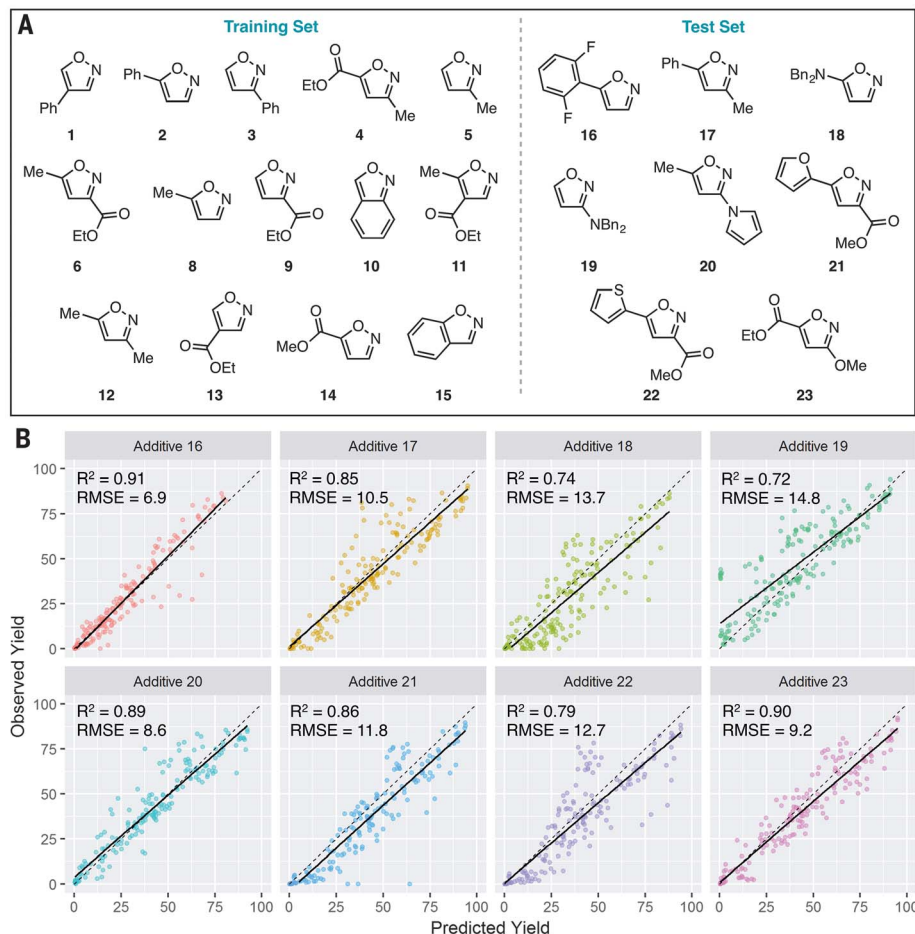 A
Training Set
Test Set
Ph
O
N
1
Ph
O
N
2
O
N
Ph
3
O
EtO
O
N
Me
4
O
N
Me
5
F
O
N
F
16
Ph
O
N
Me
17
Bn2N
O
N
18
Me
O
N
O
EtO
6
Me
O
N
8
O
N
O
EtO
9
O
N
10
Me
O
N
O
OEt
11
O
N
NBn2
19
Me
O
N
N
20
O
O
N
O
MeO
21
Me
O
N
Me
12
O
N
O
OEt
13
O
MeO
O
N
14
O
N
15
S
O
N
O
MeO
22
O
EtO
O
N
OMe
23
B
Additive 16
Additive 17
Additive 18
Additive 19
R² = 0.91
RMSE = 6.9
R² = 0.85
RMSE = 10.5
R² = 0.74
RMSE = 13.7
R² = 0.72
RMSE = 14.8
100
75
50
25
0
Additive 20
Additive 21
Additive 22
Additive 23
R² = 0.89
RMSE = 8.6
R² = 0.86
RMSE = 11.8
R² = 0.79
RMSE = 12.7
R² = 0.90
RMSE = 9.2
100
75
50
25
0
0 25 50 75 100 0 25 50 75 100 0 25 50 75 100 0 25 50 75 100
Observed Yield
Predicted Yield